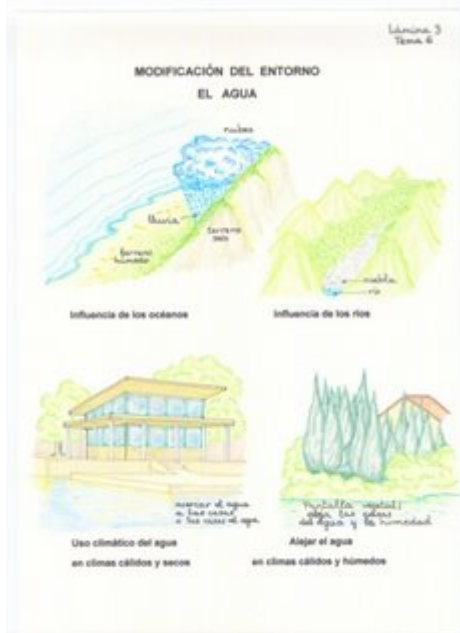 Lámina 3
Tema 6
MODIFICACIÓN DEL ENTORNO
EL AGUA
nubes
lluvia
terreno
seco
terreno
húmedo
niebla
río
Influencia de los océanos
Influencia de los ríos
acercar el agua
a las casas
o las casas al agua
Pantalla vegetal:
aleja las
del agua y la humedad
Uso climático del agua
en climas cálidos y secos
Alejar el agua
en climas cálidos y húmedos